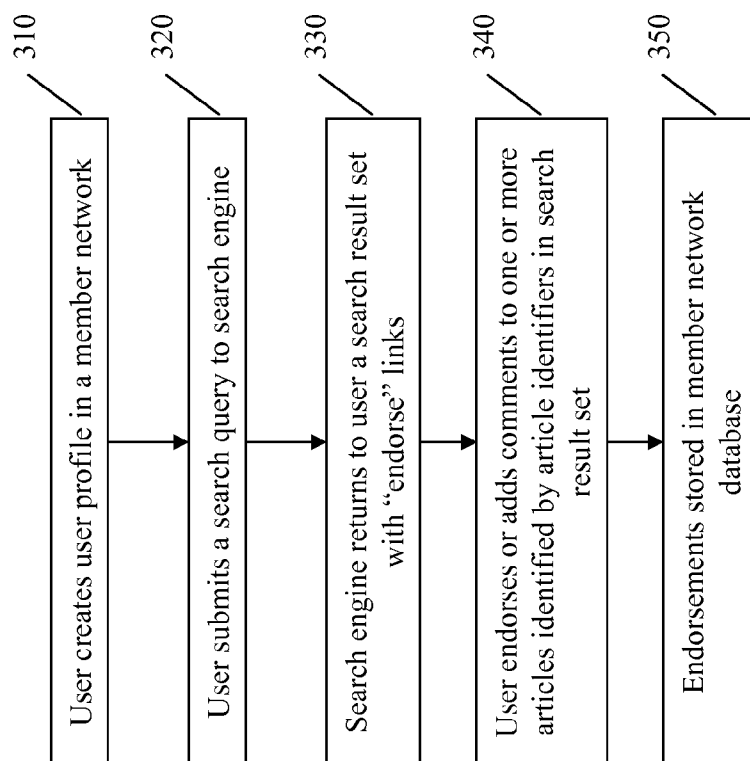 310
User creates user profile in a member network
320
User submits a search query to search engine
330
Search engine returns to user a search result set
with “endorse” links
340
User endorses or adds comments to one or more
articles identified by article identifiers in search
result set
350
Endorsements stored in member network
database